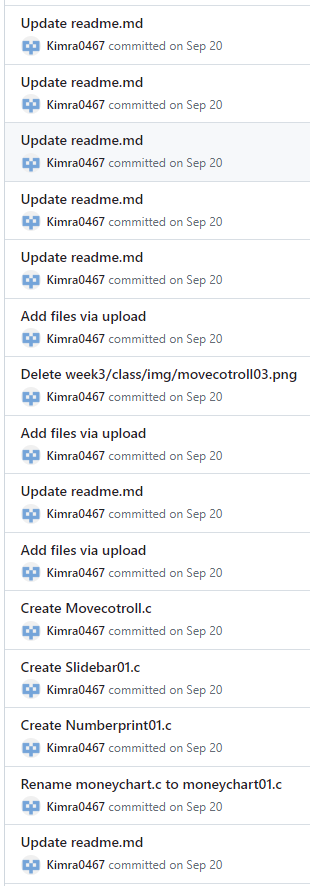 Update readme.md
Kimra0467 committed on Sep 20
Update readme.md
Kimra0467 committed on Sep 20
Update readme.md
Kimra0467 committed on Sep 20
Update readme.md
Kimra0467 committed on Sep 20
Update readme.md
Kimra0467 committed on Sep 20
Add files via upload
Kimra0467 committed on Sep 20
Delete week3/class/img/movecotroll03.png
Kimra0467 committed on Sep 20
Add files via upload
Kimra0467 committed on Sep 20
Update readme.md
Kimra0467 committed on Sep 20
Add files via upload
Kimra0467 committed on Sep 20
Create Movecotroll.c
Kimra0467 committed on Sep 20
Create Slidebar01.c
Kimra0467 committed on Sep 20
Create Numberprint01.c
Kimra0467 committed on Sep 20
Rename moneychart.c to moneychart01.c
Kimra0467 committed on Sep 20
Update readme.md
Kimra0467 committed on Sep 20